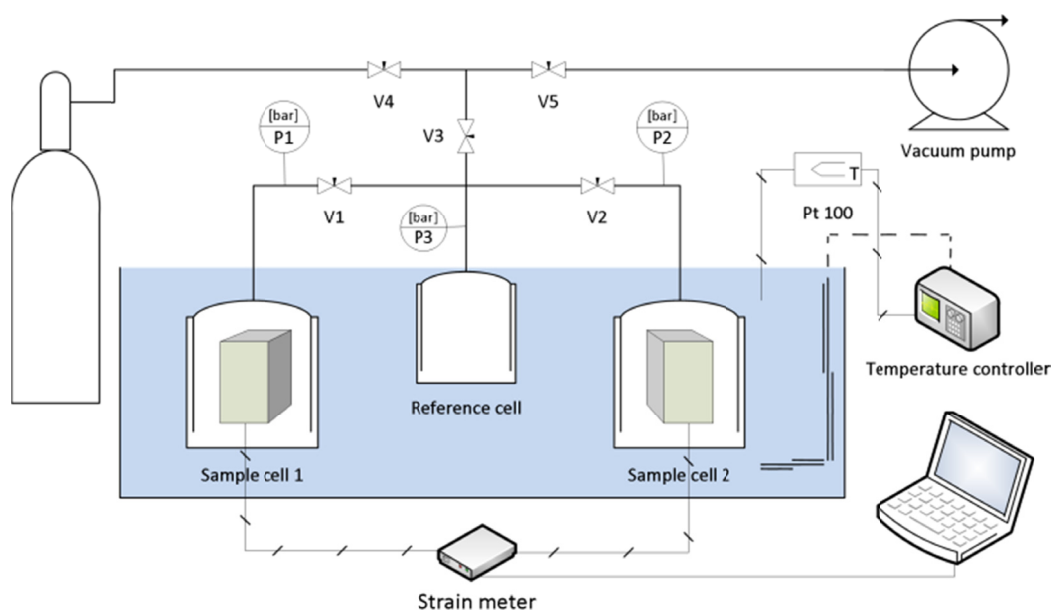 V4
V5
[bar]
P1
V3
[bar]
P2
Vacuum pump
T
V1
V2
Pt 100
[bar]
P3
Temperature controller
Reference cell
Sample cell 1
Sample cell 2
Strain meter